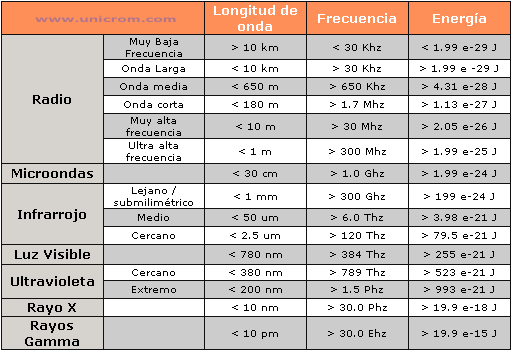 www.unicrom.com Longitud de onda Frecuencia Energía
Radio
Muy Baja Frecuencia > 10 km < 30 Khz < 1.99 e-29 J
Onda Larga < 10 km > 30 Khz > 1.99 e -29 J
Onda media < 650 m > 650 Khz > 4.31 e-28 J
Onda corta < 180 m > 1.7 Mhz > 1.13 e-27 J
Muy alta frecuencia < 10 m > 30 Mhz > 2.05 e-26 J
Ultra alta frecuencia < 1 m > 300 Mhz > 1.99 e-25 J
Microondas < 30 cm > 1.0 Ghz > 1.99 e-24 J
Infrarrojo
Lejano / submilimétrico < 1 mm > 300 Ghz > 199 e-24 J
Medio < 50 um > 6.0 Thz > 3.98 e-21 J
Cercano < 2.5 um > 120 Thz > 79.5 e-21 J
Luz Visible < 780 nm > 384 Thz > 255 e-21 J
Ultravioleta
Cercano < 380 nm > 789 Thz > 523 e-21 J
Extremo < 200 nm > 1.5 Phz > 993 e-21 J
Rayo X < 10 nm > 30.0 Phz > 19.9 e-18 J
Rayos Gamma < 10 pm > 30.0 Ehz > 19.9 e-15 J